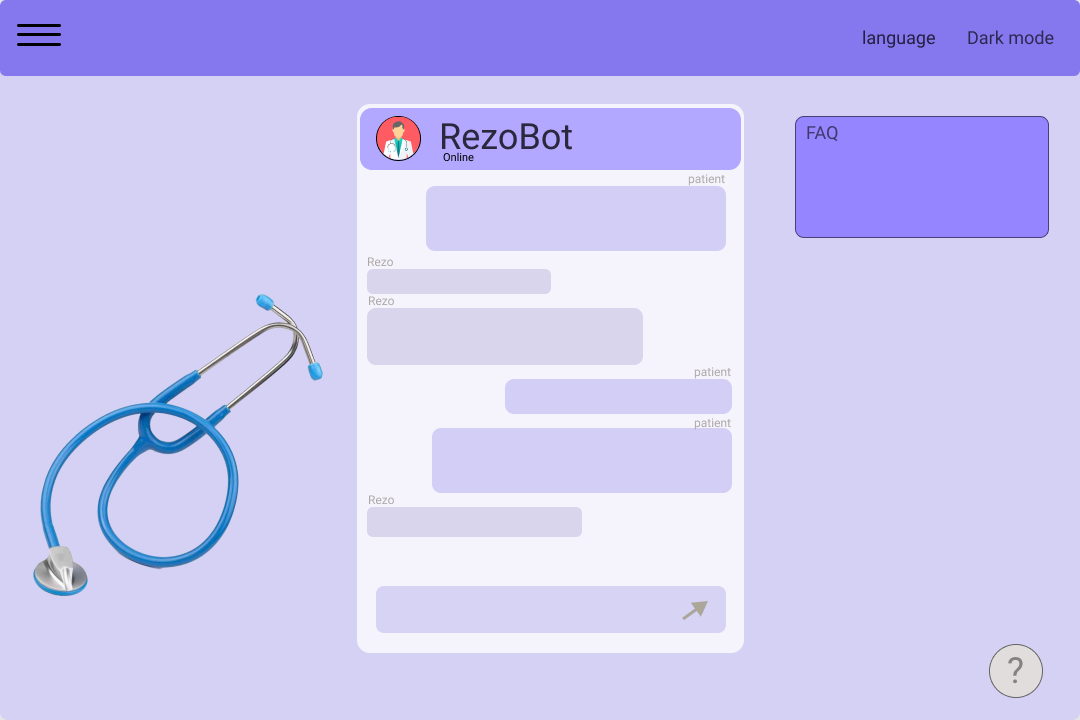 language
Dark mode
RezoBot
Online
FAQ
patient
Rezo
Rezo
patient
patient
Rezo
?